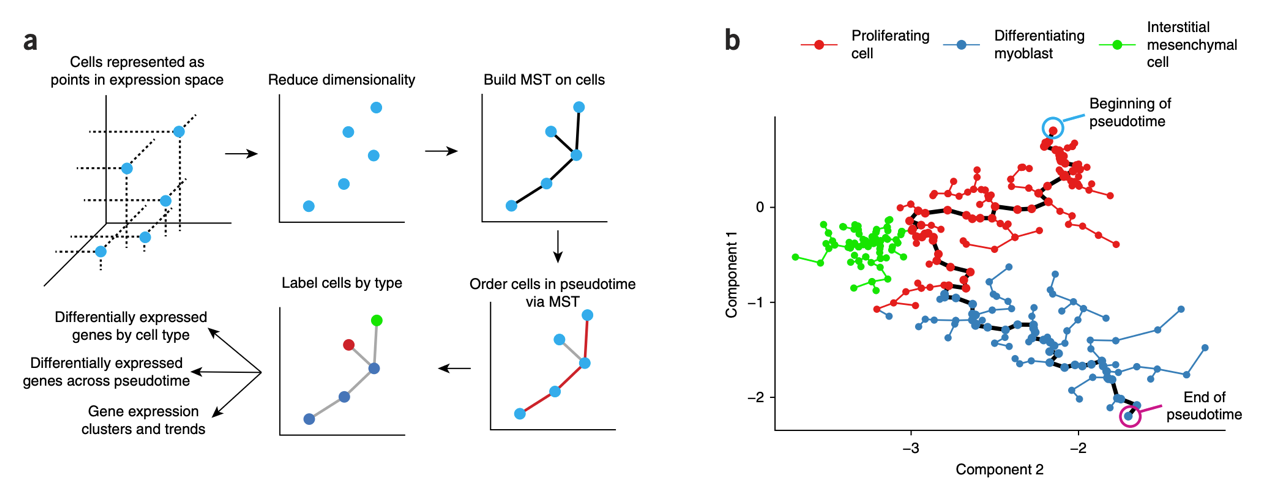 a
Cells represented as
points in expression space
Reduce dimensionality
Build MST on cells
Order cells in pseudotime
via MST
Label cells by type
Differentially expressed
genes by cell type
Differentially expressed
genes across pseudotime
Gene expression
clusters and trends
b
Proliferating
cell
Differentiating
myoblast
Interstitial
mesenchymal
cell
Beginning of
pseudotime
End of
pseudotime
Component 1
0
−1
−2
−3
−2
Component 2